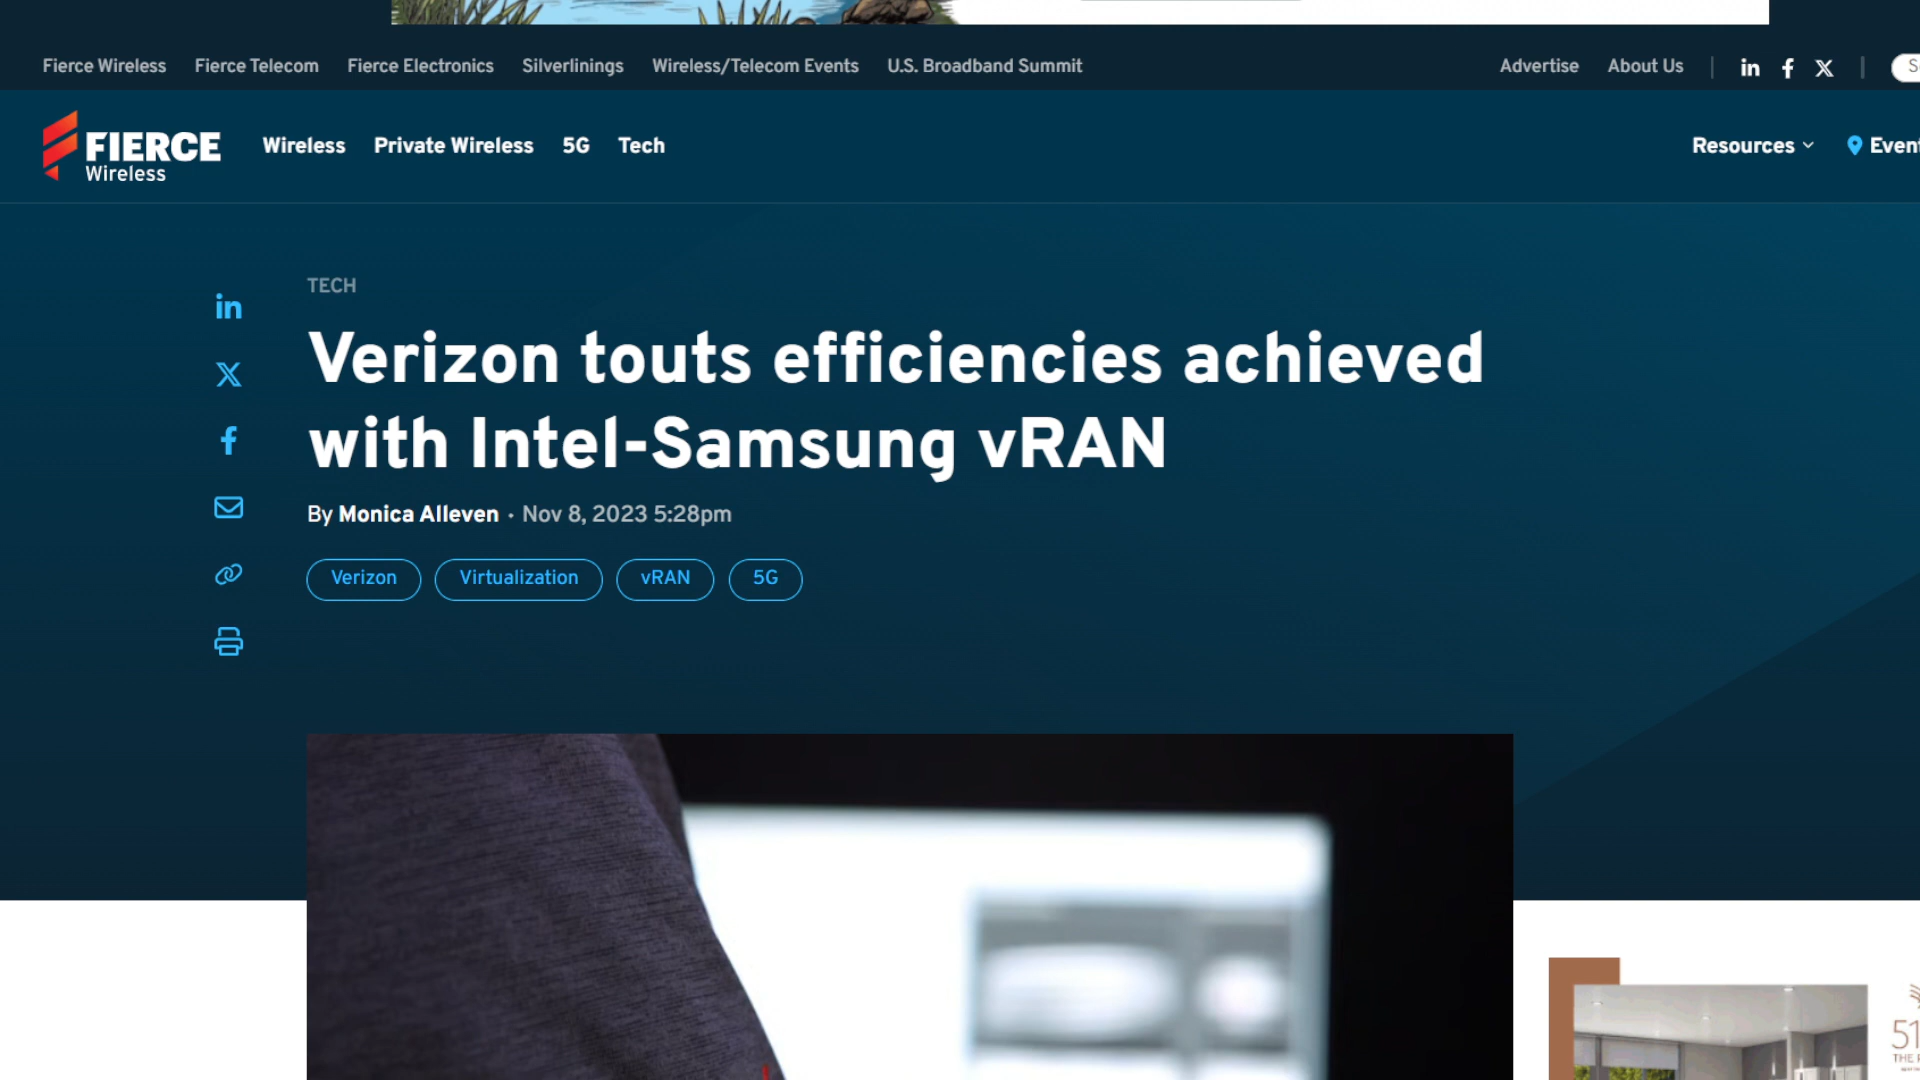 Fierce Wireless Fierce Telecom Fierce Electronics Silverlinings Wireless/Telecom Events U.S. Broadband Summit Advertise About Us
FIERCE
Wireless
Wireless Private Wireless 5G Tech Resources
TECH
Verizon touts efficiencies achieved
with Intel-Samsung vRAN
By Monica Alleven · Nov 8, 2023 5:28pm
Verizon Virtualization vRAN 5G